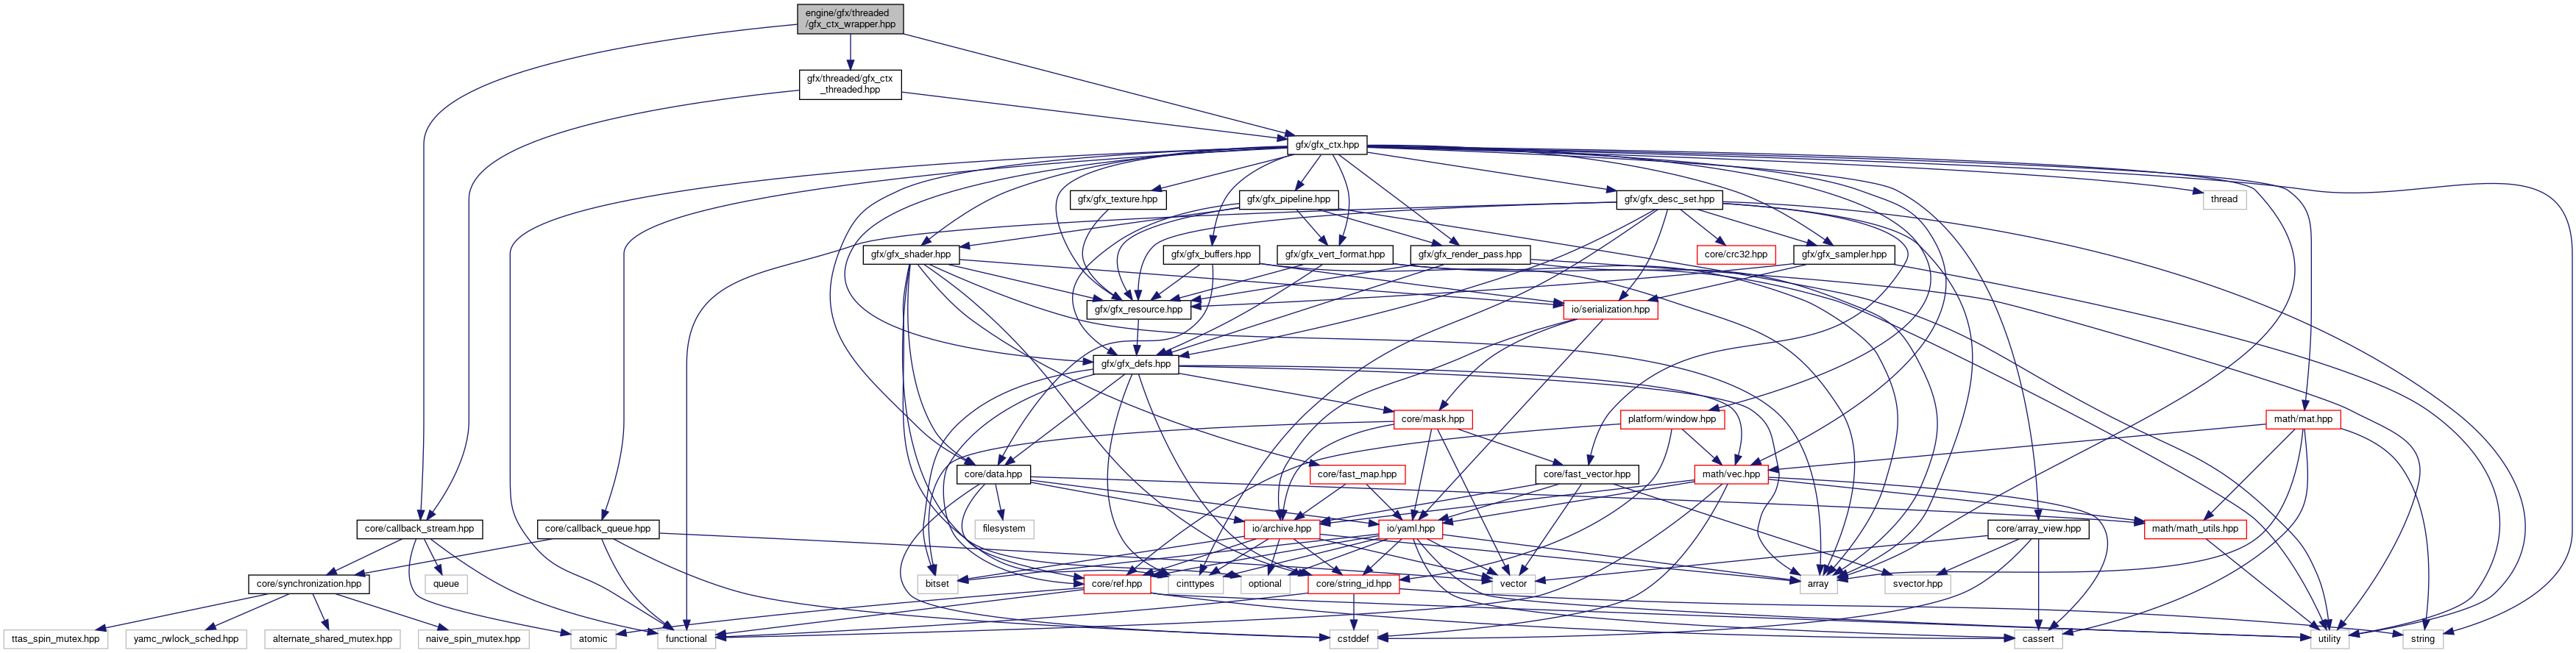 engine/gfx/threaded
/gfx_ctx_wrapper.hpp
gfx/threaded/gfx_ctx
_threaded.hpp
gfx/gfx_ctx.hpp
gfx/gfx_texture.hpp
gfx/gfx_pipeline.hpp
gfx/gfx_desc_set.hpp
thread
gfx/gfx_shader.hpp
gfx/gfx_buffers.hpp
gfx/gfx_vert_format.hpp
gfx/gfx_render_pass.hpp
core/crc32.hpp
gfx/gfx_sampler.hpp
gfx/gfx_resource.hpp
io/serialization.hpp
gfx/gfx_defs.hpp
core/mask.hpp
platform/window.hpp
math/mat.hpp
core/data.hpp
core/fast_map.hpp
core/fast_vector.hpp
math/vec.hpp
core/callback_stream.hpp
core/callback_queue.hpp
filesystem
io/archive.hpp
io/yaml.hpp
core/array_view.hpp
math/math_utils.hpp
core/synchronization.hpp
queue
bitset
core/ref.hpp
cinttypes
optional
core/string_id.hpp
vector
array
svector.hpp
ttas_spin_mutex.hpp
yamc_rwlock_sched.hpp
alternate_shared_mutex.hpp
naive_spin_mutex.hpp
atomic
functional
cstddef
cassert
utility
string